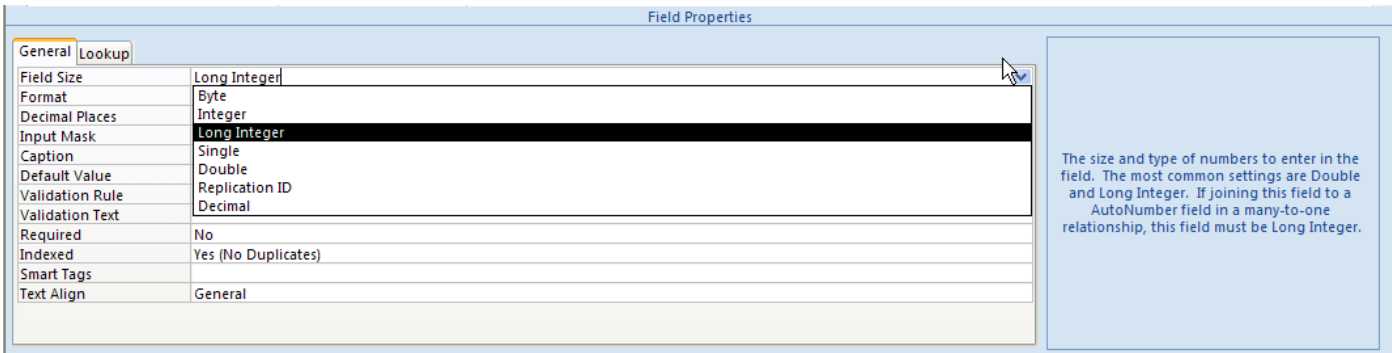 Field Properties
General Lookup
Field Size Long Integer
Format Byte
Decimal Places Integer
Input Mask Long Integer
Caption Single
Default Value Double
Validation Rule Replication ID
Validation Text Decimal
Required No
Indexed Yes (No Duplicates)
Smart Tags
Text Align General
The size and type of numbers to enter in the
field. The most common settings are Double
and Long Integer. If joining this field to a
AutoNumber field in a many-to-one
relationship, this field must be Long Integer.